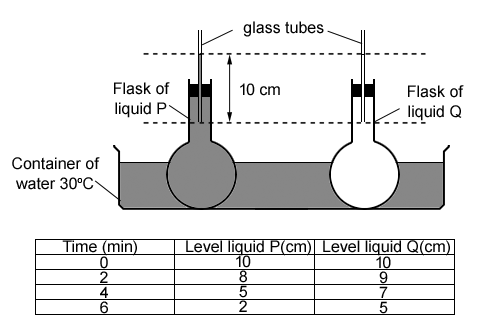 glass tubes
10 cm
Flask of
liquid P
Flask of
liquid Q
Container of
water 30ºC
Time (min) Level liquid P(cm) Level liquid Q(cm)
0 10 10
2 8 9
4 5 7
6 2 5